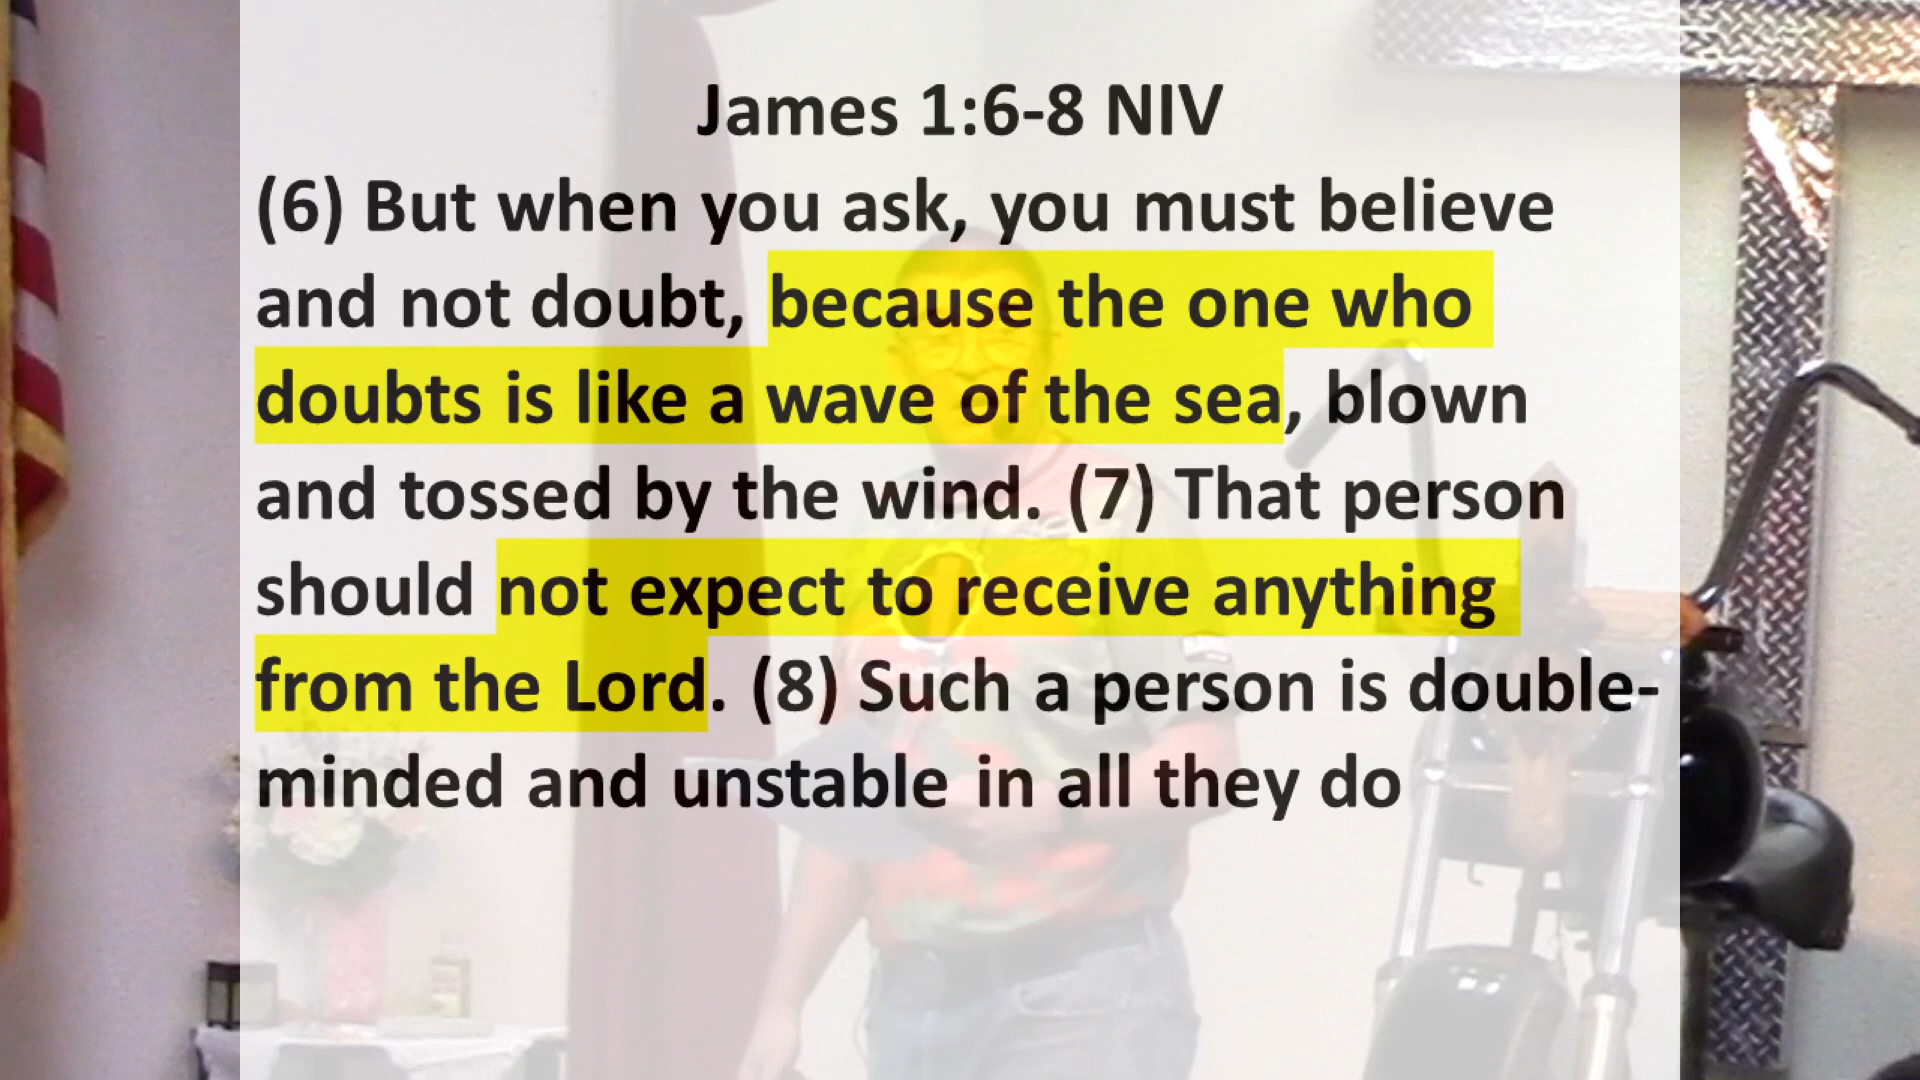 James 1:6-8 NIV
(6) But when you ask, you must believe
and not doubt, because the one who
doubts is like a wave of the sea, blown
and tossed by the wind. (7) That person
should not expect to receive anything
from the Lord. (8) Such a person is double-
minded and unstable in all they do